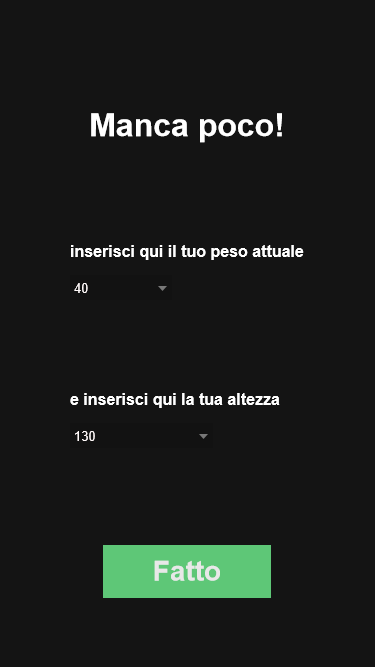 Manca poco!
inserisci qui il tuo peso attuale
40
e inserisci qui la tua altezza
130
Fatto